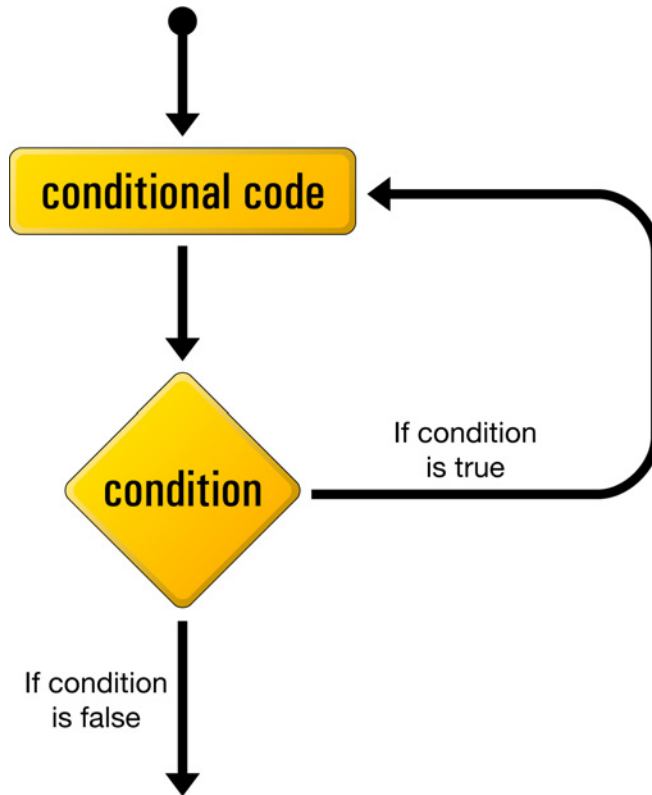 conditional code
If condition
is true
condition
If condition
is false